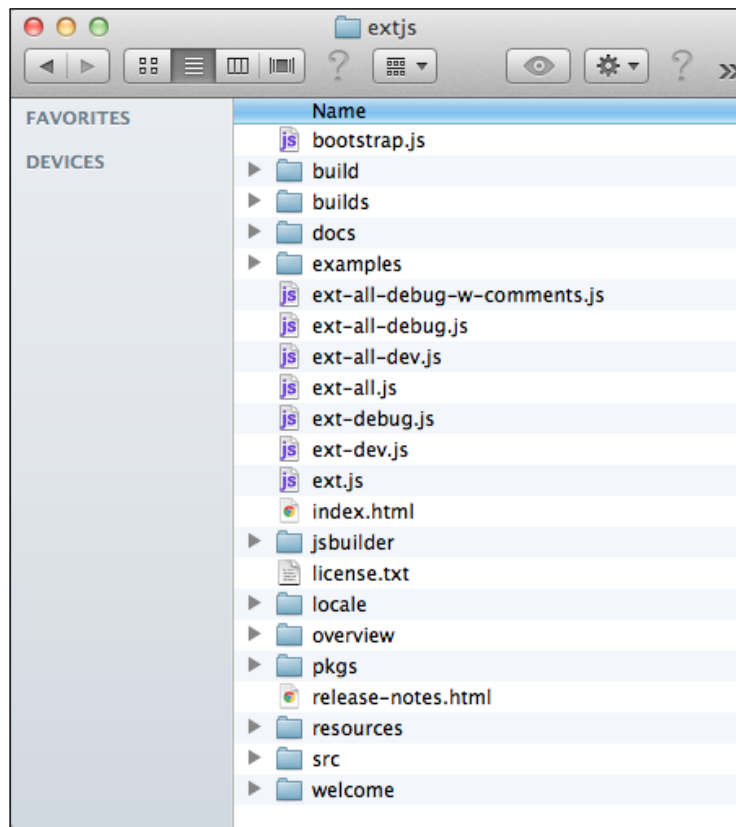 extjs
FAVORITES
DEVICES
Name
bootstrap.js
build
builds
docs
examples
ext-all-debug-w-comments.js
ext-all-debug.js
ext-all-dev.js
ext-all.js
ext-debug.js
ext-dev.js
ext.js
index.html
jsbuilder
license.txt
locale
overview
pkgs
release-notes.html
resources
src
welcome